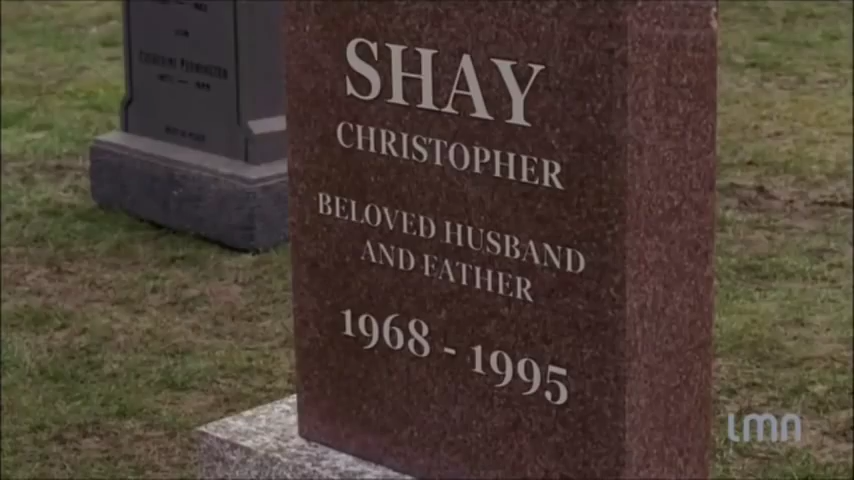 SHAY
CHRISTOPHER
BELOVED HUSBAND
AND FATHER
1968 - 1995
LMN